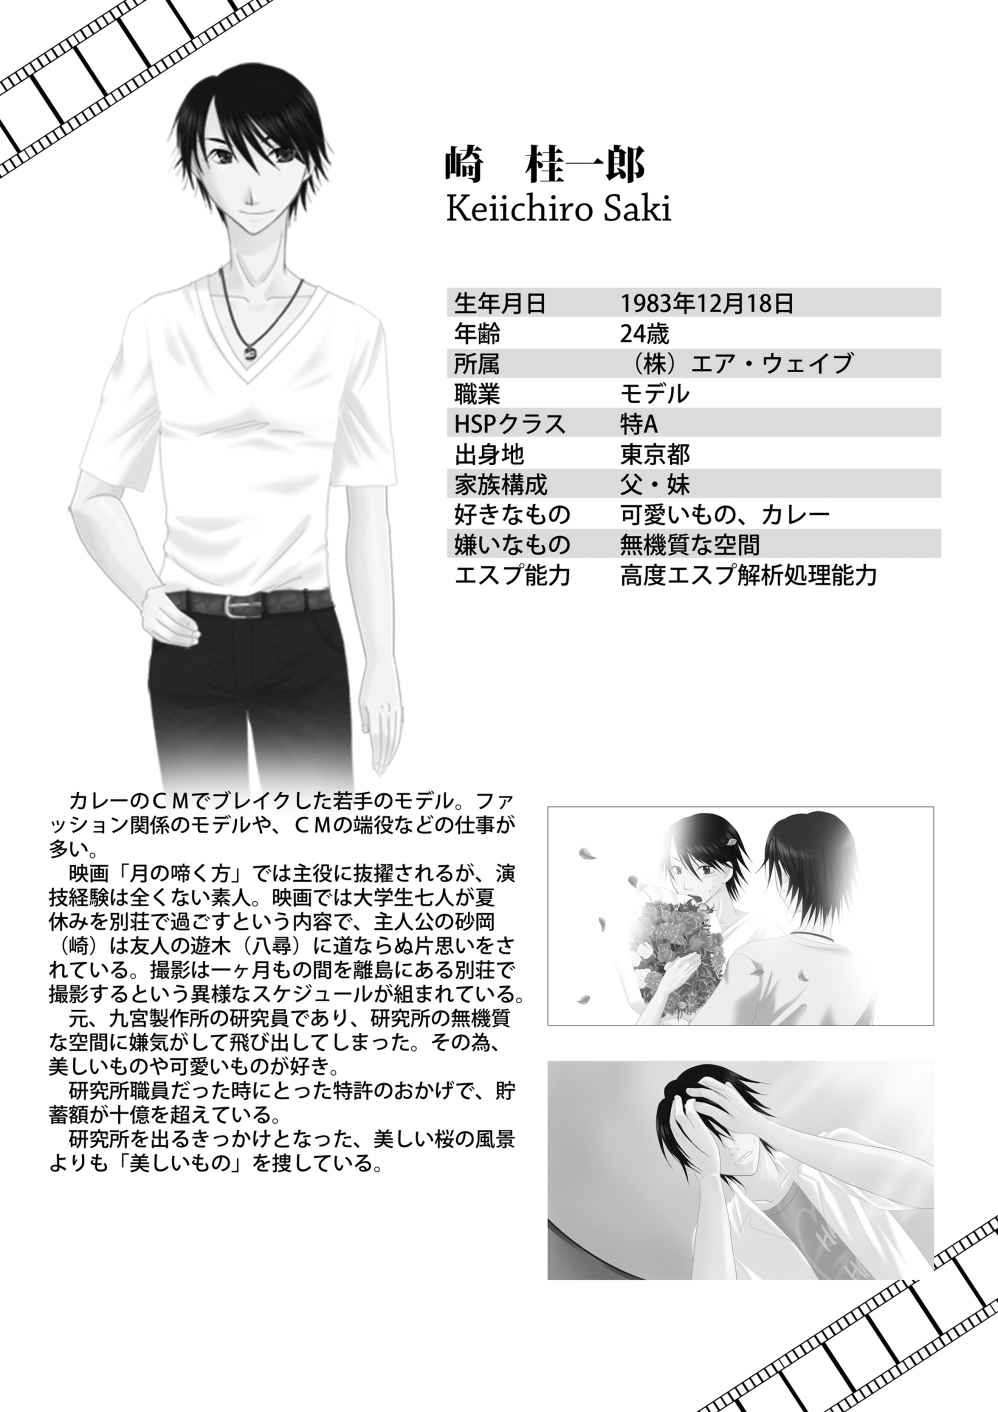 崎　桂一郎
Keiichiro Saki
生年月日　1983年12月18日
年齢　24歳
所属　（株）エア・ウェイブ
職業　モデル
HSPクラス　特A
出身地　東京都
家族構成　父・妹
好きなもの　可愛いもの、カレー
嫌いなもの　無機質な空間
エスプ能力　高度エスプ解析処理能力
　カレーのＣＭでブレイクした若手のモデル。ファ
ッション関係のモデルや、ＣＭの端役などの仕事が
多い。
　映画「月の啼く方」では主役に抜擢されるが、演
技経験は全くない素人。映画では大学生七人が夏
休みを別荘で過ごすという内容で、主人公の砂岡
（崎）は友人の遊木（八尋）に道ならぬ片思いをさ
れている。撮影は一ヶ月もの間を離島にある別荘で
撮影するという異様なスケジュールが組まれている。
　元、九宮製作所の研究員であり、研究所の無機質
な空間に嫌気がして飛び出してしまった。その為、
美しいものや可愛いものが好き。
　研究所職員だった時にとった特許のおかげで、貯
蓄額が十億を超えている。
　研究所を出るきっかけとなった、美しい桜の風景
よりも「美しいもの」を捜している。